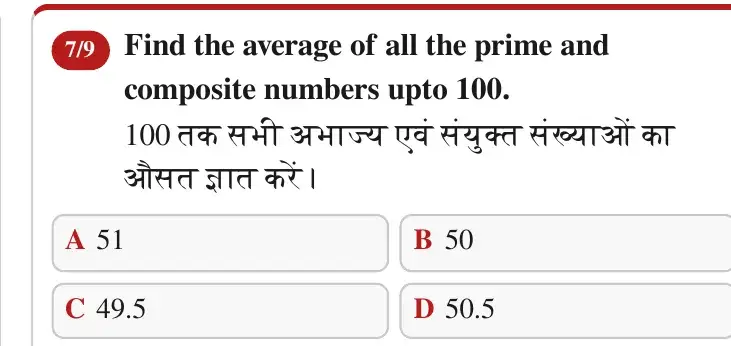 7/9 Find the average of all the prime and
composite numbers upto 100.
100 तक सभी अभाज्य एवं संयुक्त संख्याओं का
औसत ज्ञात करें।
A 51
B 50
C 49.5
D 50.5